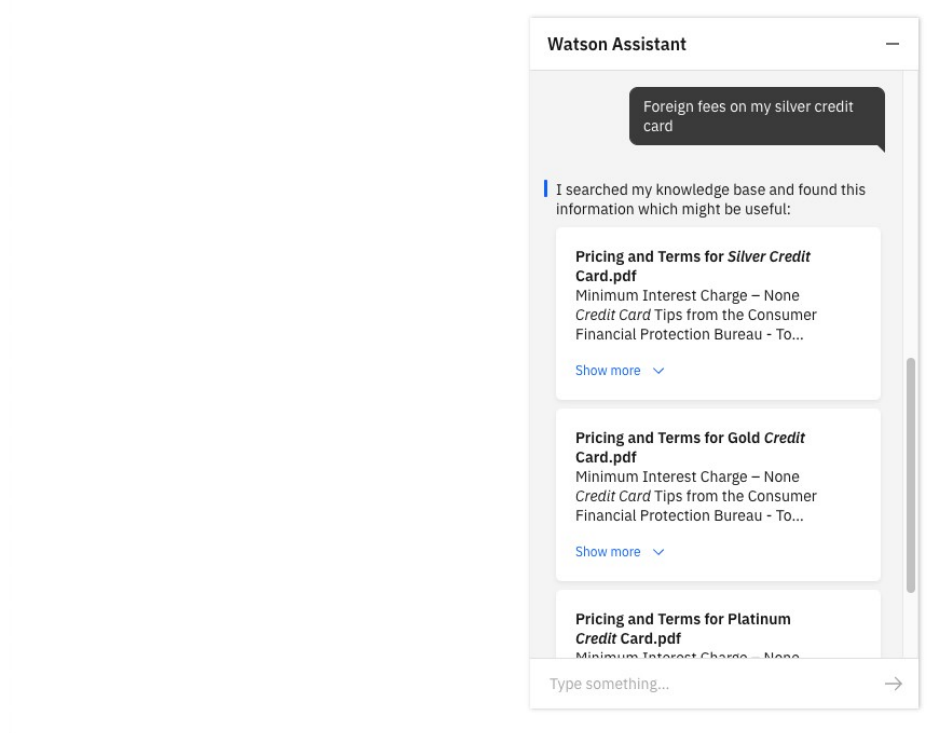 Watson Assistant
Foreign fees on my silver credit
card
I searched my knowledge base and found this
information which might be useful:
Pricing and Terms for Silver Credit
Card.pdf
Minimum Interest Charge – None
Credit Card Tips from the Consumer
Financial Protection Bureau - To...
Show more
Pricing and Terms for Gold Credit
Card.pdf
Minimum Interest Charge – None
Credit Card Tips from the Consumer
Financial Protection Bureau - To...
Show more
Pricing and Terms for Platinum
Credit Card.pdf
Minimum Interest Charge – None
Type something...